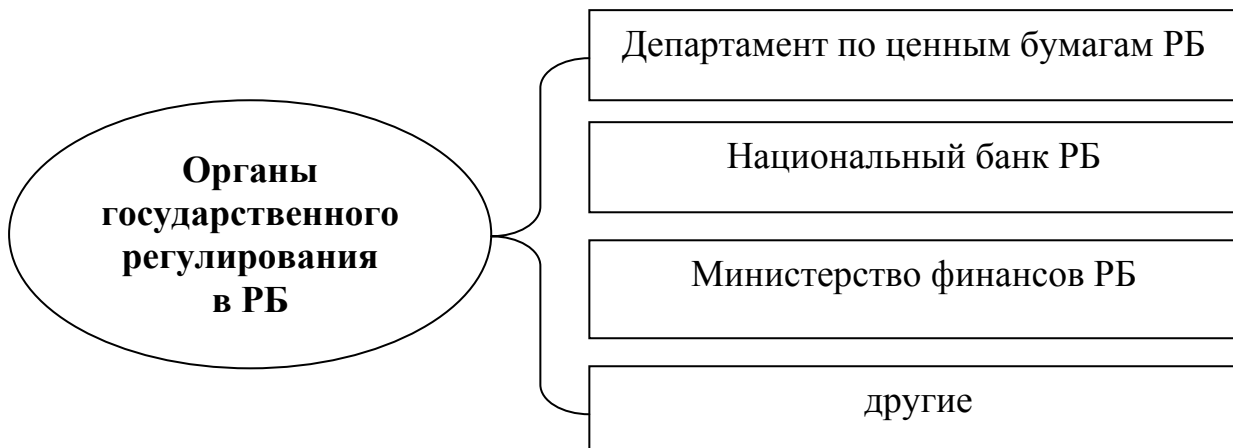 Департамент по ценным бумагам РБ
Национальный банк РБ
Органы
государственного
регулирования
в РБ
Министерство финансов РБ
другие